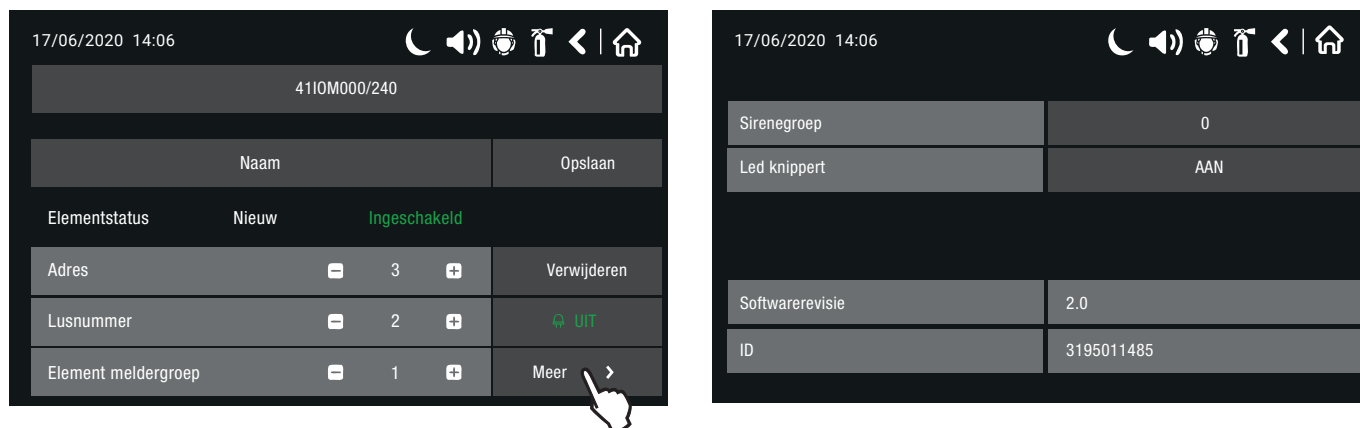 17/06/2020 14:06
41IOM000/240
Naam Opslaan
Elementstatus Nieuw Ingeschakeld
Adres 3 Verwijderen
Lusnummer 2 UIT
Element meldergroep 1 Meer
17/06/2020 14:06
Sirenegroep 0
Led knippert AAN
Softwarerevisie 2.0
ID 3195011485